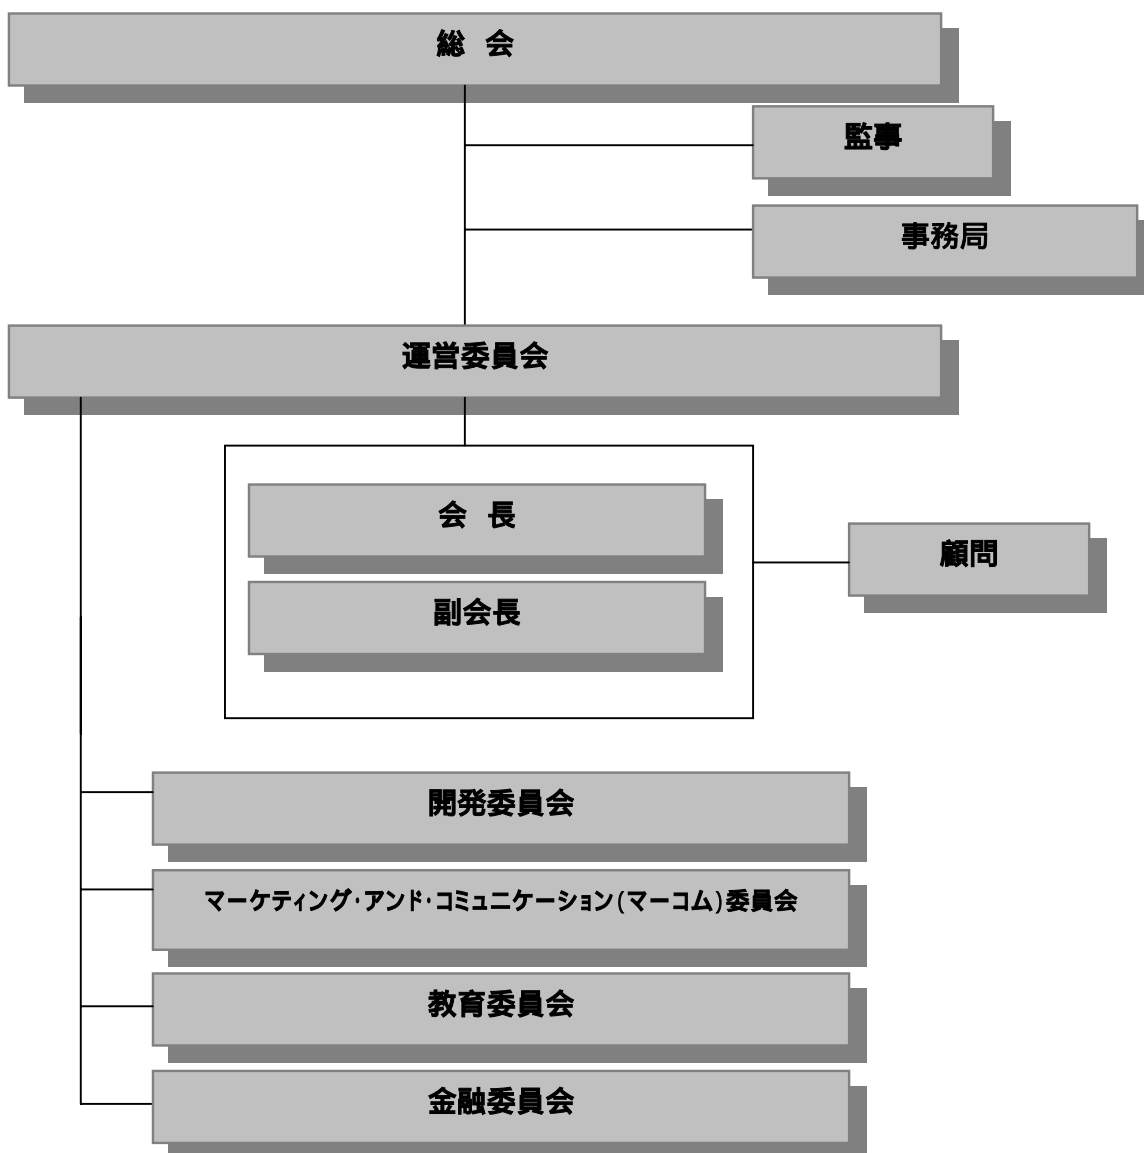 総 会
監事
事務局
運営委員会
会 長
顧問
副会長
開発委員会
マーケティング・アンド・コミュニケーション(マーコム)委員会
教育委員会
金融委員会